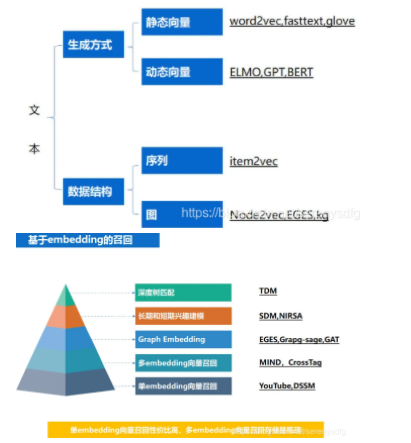 静态向量
word2vec,fasttext,glove
生成方式
动态向量
ELMO,GPT,BERT
文
本
序列
item2vec
数据结构
图
Node2vec,EGES,kg
基于embedding的召回
深度树匹配
TDM
长期和短期兴趣建模
SDM,NIRSA
Graph Embedding
EGES,Grapg-sage,GAT
多embedding向量召回
MIND，CrossTag
单embedding向量召回
YouTube,DSSM
单embedding向量召回性价比高、多embedding向量召回存储是瓶颈